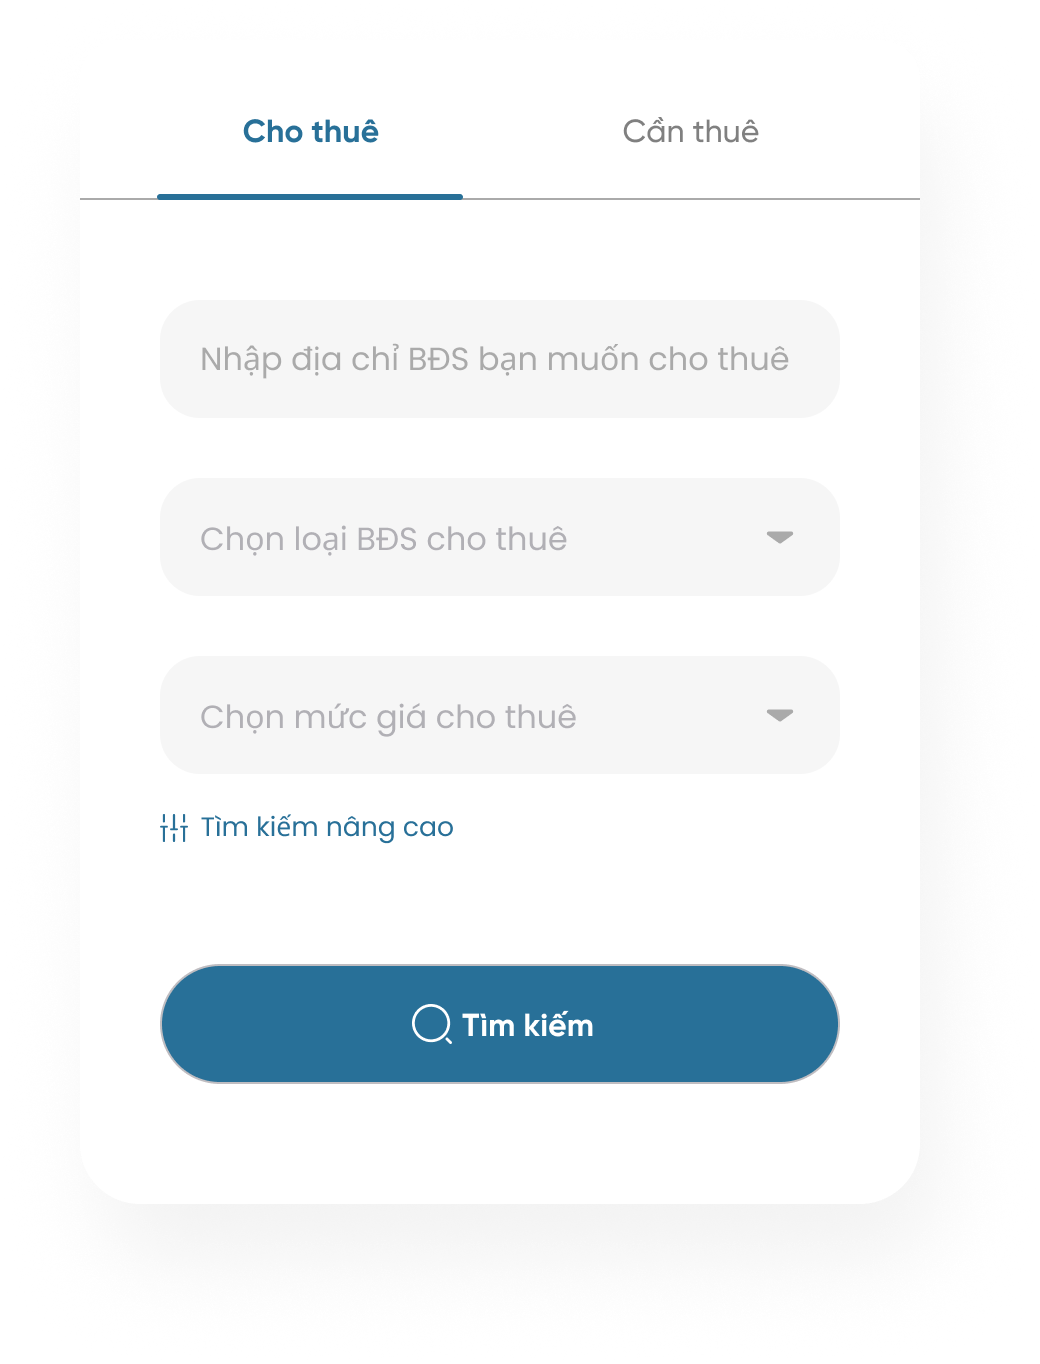 Cho thuê
Cần thuê
Nhập địa chỉ BĐS bạn muốn cho thuê
Chọn loại BĐS cho thuê
Chọn mức giá cho thuê
Tìm kiếm nâng cao
Tìm kiếm